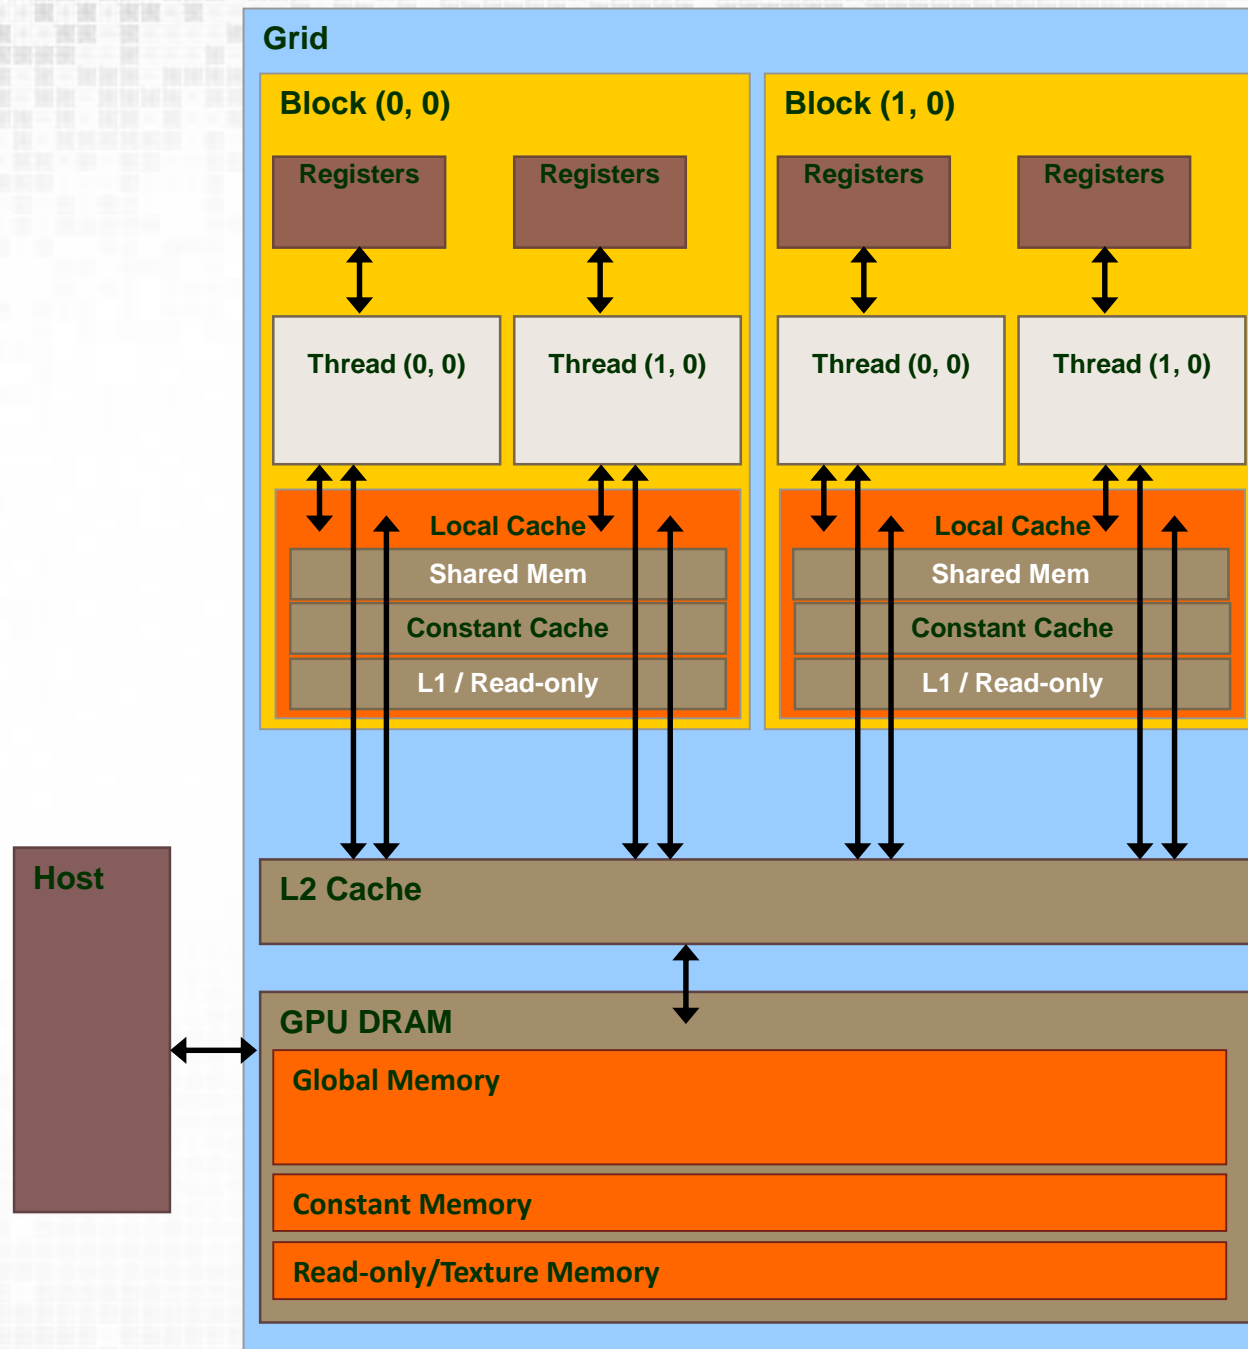 Grid
Block (0, 0)
Registers
Registers
Thread (0, 0)
Thread (1, 0)
Local Cache
Shared Mem
Constant Cache
L1 / Read-only
Block (1, 0)
Registers
Registers
Thread (0, 0)
Thread (1, 0)
Local Cache
Shared Mem
Constant Cache
L1 / Read-only
Host
L2 Cache
GPU DRAM
Global Memory
Constant Memory
Read-only/Texture Memory